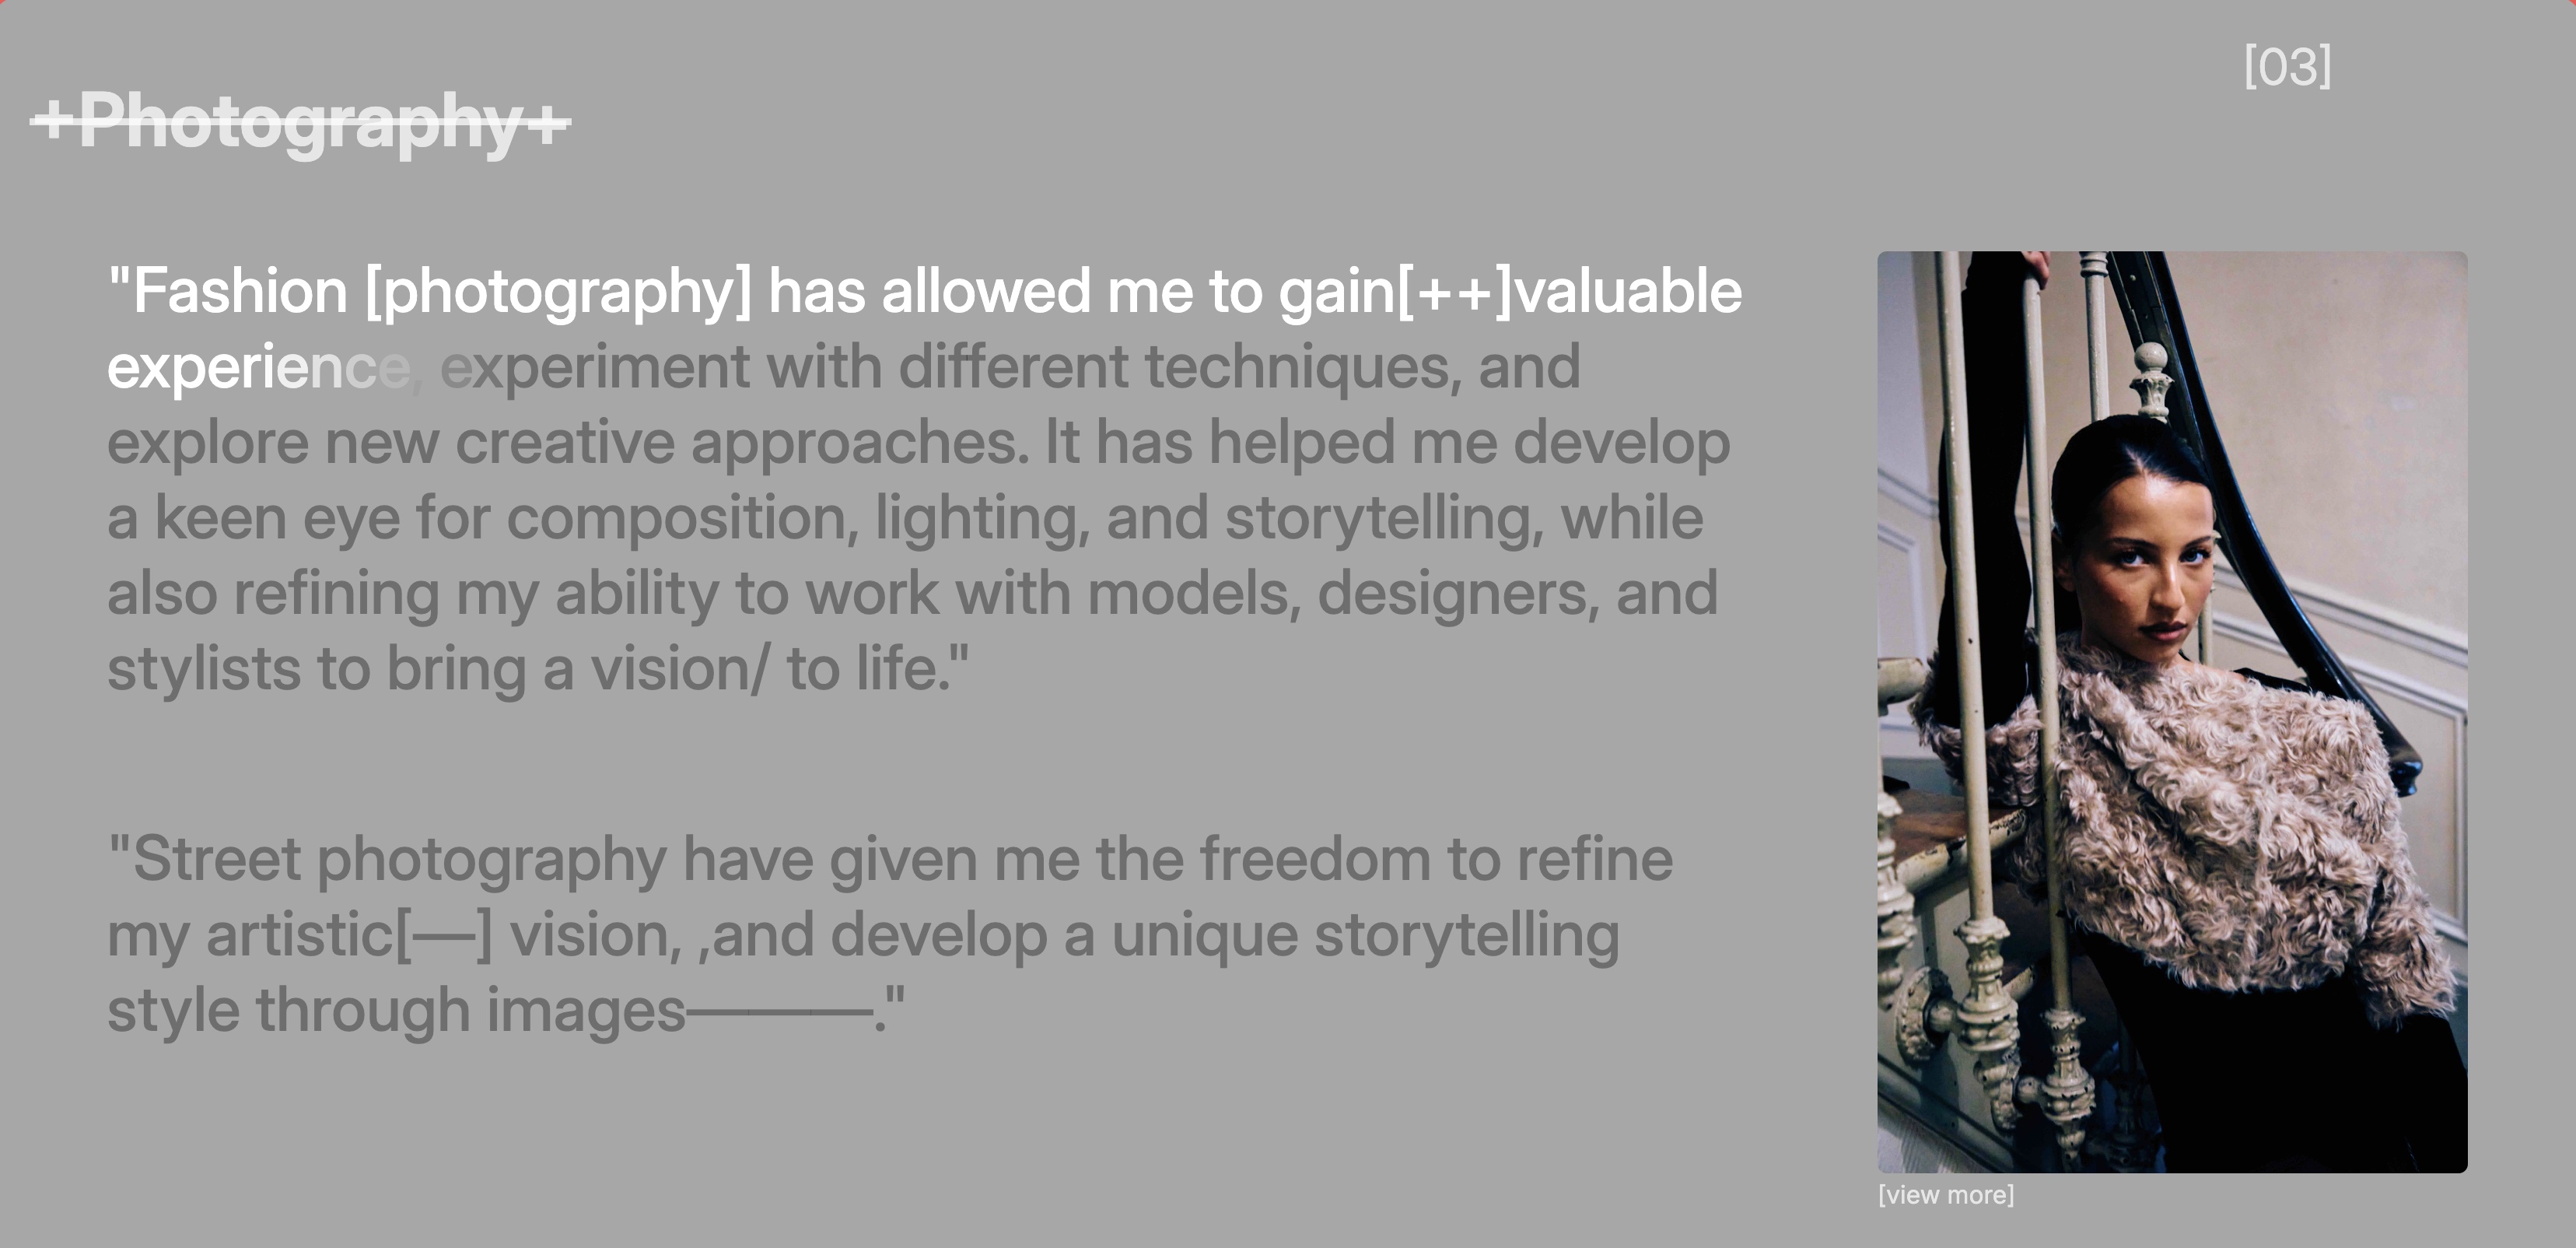 [03]
+Photography+
"Fashion [photography] has allowed me to gain[++]valuable
experience, experiment with different techniques, and
explore new creative approaches. It has helped me develop
a keen eye for composition, lighting, and storytelling, while
also refining my ability to work with models, designers, and
stylists to bring a vision/ to life."
"Street photography have given me the freedom to refine
my artistic[—] vision, ,and develop a unique storytelling
style through images———."
[view more]